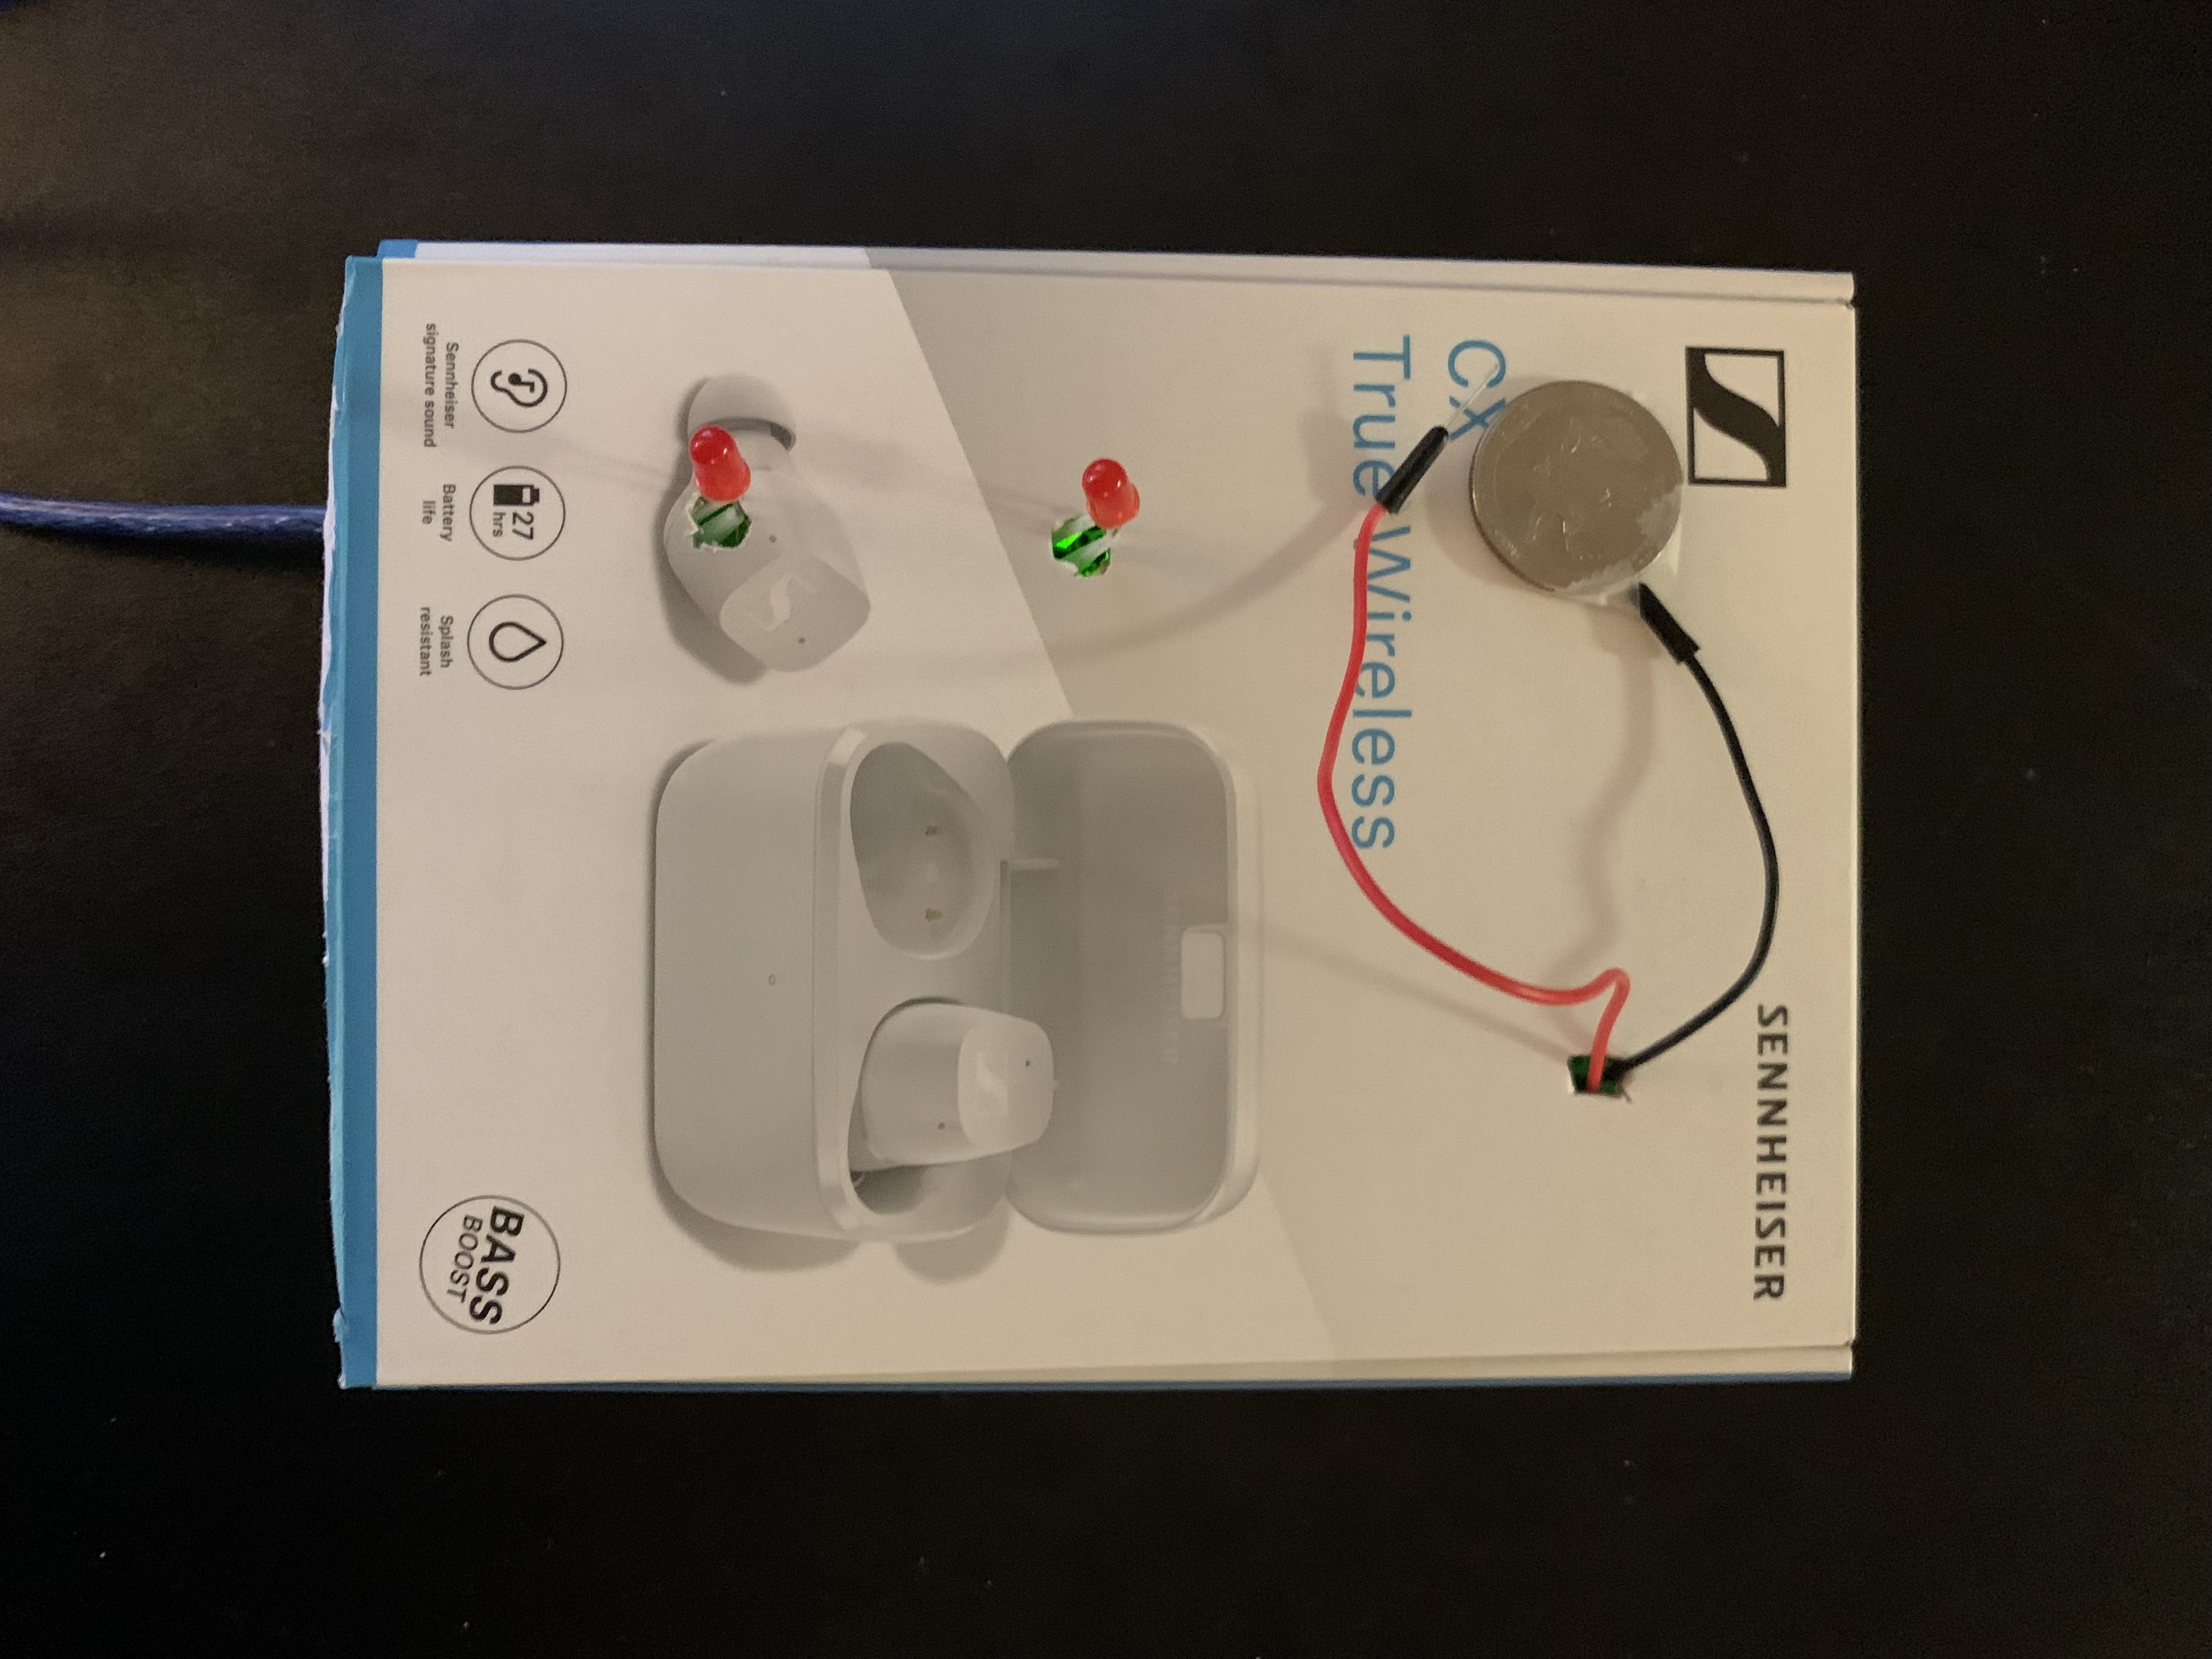 SENNHEISER
CX
True Wireless
Sennheiser
signature sound
27
hrs
Battery
life
Splash
resistant
BASS
BOOST